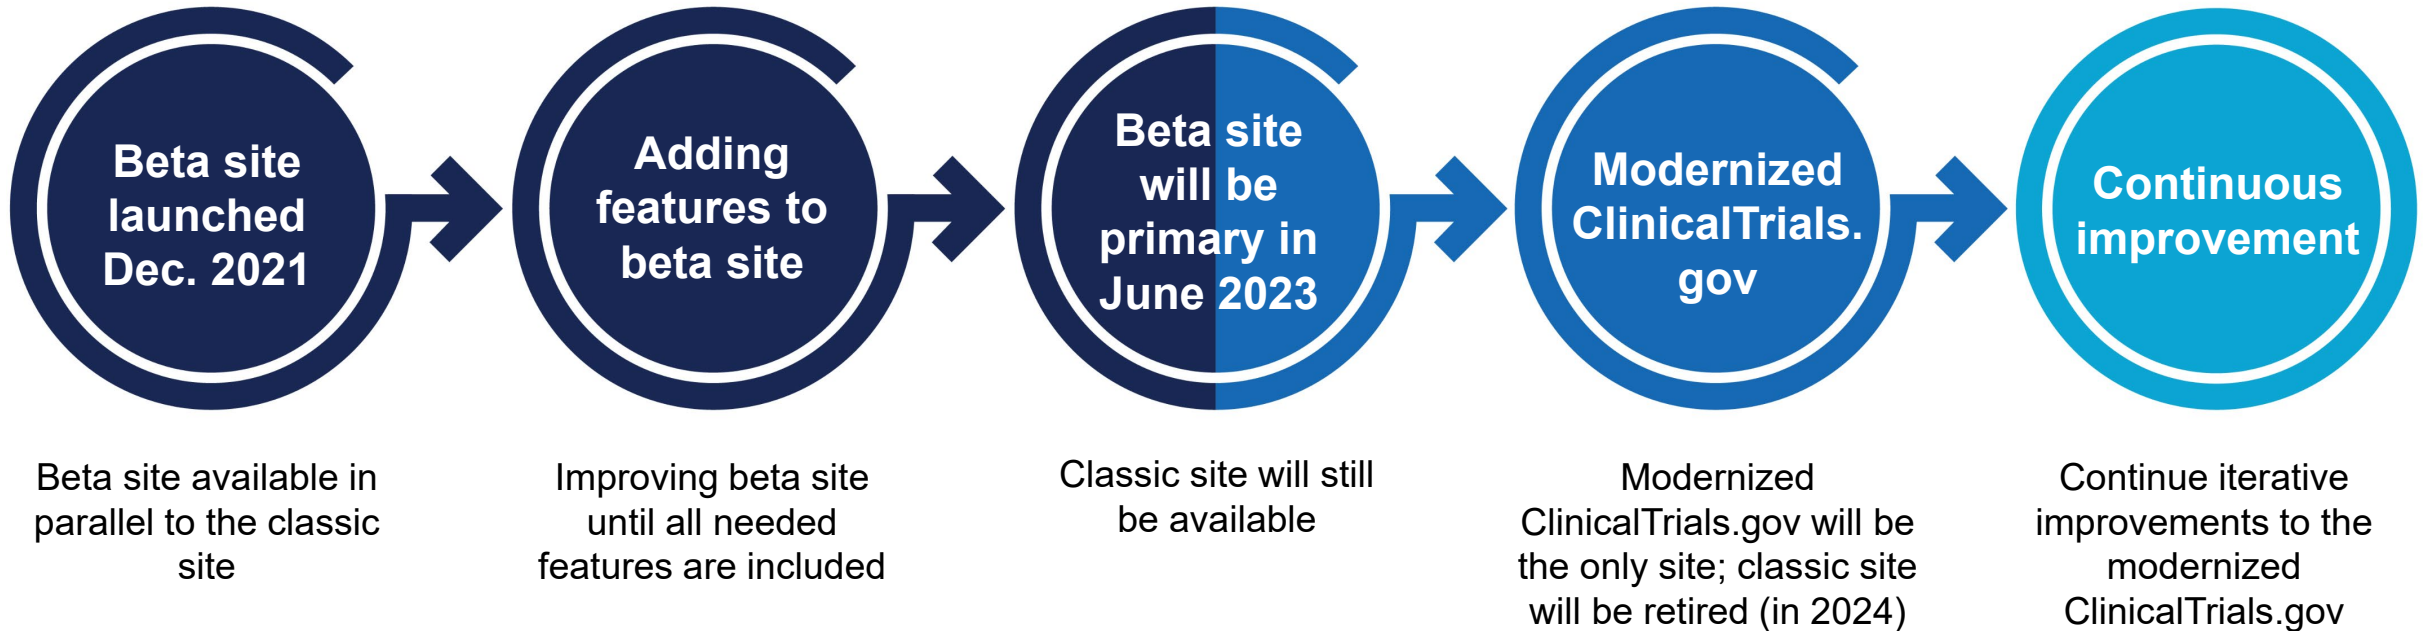 Beta site
launched
Dec. 2021
Adding
features to
beta site
Beta site
will be
primary in
June 2023
Modernized
ClinicalTrials.
gov
Continuous
improvement
Beta site available in
parallel to the classic
site
Improving beta site
until all needed
features are included
Classic site will still
be available
Modernized
ClinicalTrials.gov will be
the only site; classic site
will be retired (in 2024)
Continue iterative
improvements to the
modernized
ClinicalTrials.gov